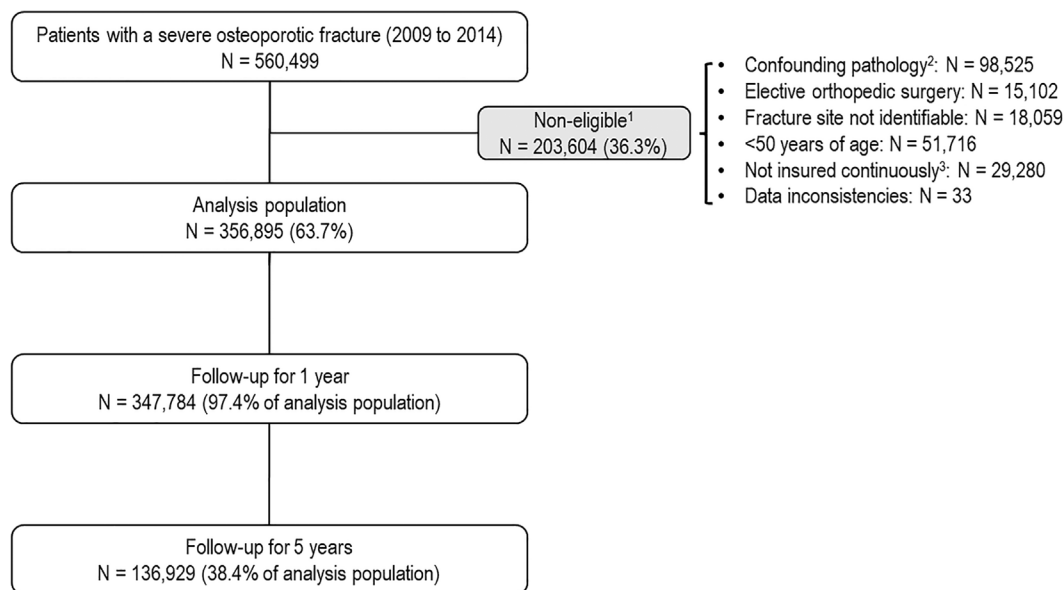 Patients with a severe osteoporotic fracture (2009 to 2014)
N = 560,499
Non-eligible¹
N = 203,604 (36.3%)
• Confounding pathology²: N = 98,525
• Elective orthopedic surgery: N = 15,102
• Fracture site not identifiable: N = 18,059
• <50 years of age: N = 51,716
• Not insured continuously³: N = 29,280
• Data inconsistencies: N = 33
Analysis population
N = 356,895 (63.7%)
Follow-up for 1 year
N = 347,784 (97.4% of analysis population)
Follow-up for 5 years
N = 136,929 (38.4% of analysis population)